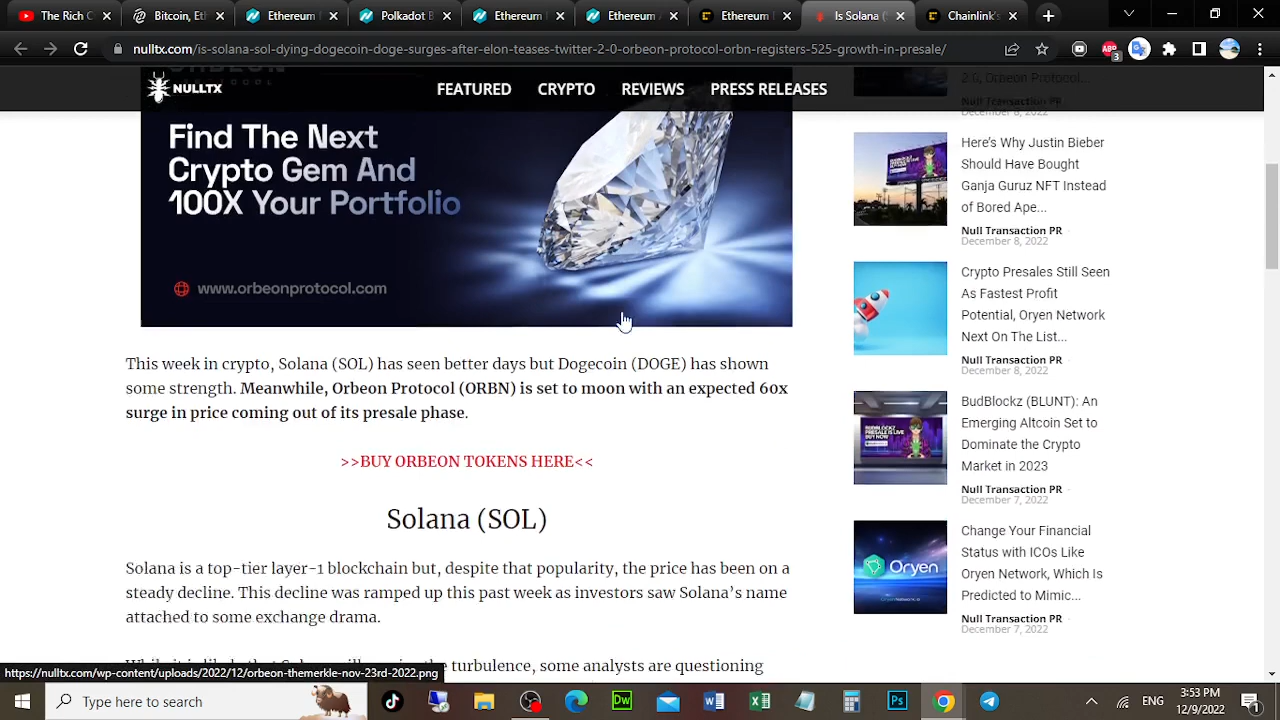 The Rich
Ethereum
Polkadot
Is Solana
Chainlink
nulltx.com/is-solana-sol-dying-dogecoin-doge-surges-after-elon-teases-twitter-2-0-orbeon-protocol-orbn-registers-525-growth-in-presale/
ABP
3
NULLTX
FEATURED
CRYPTO
REVIEWS
PRESS RELEASES
Find The Next
Crypto Gem And
100X Your Portfolio
www.orbeonprotocol.com
This week in crypto, Solana (SOL) has seen better days but Dogecoin (DOGE) has shown
some strength. Meanwhile, Orbeon Protocol (ORBN) is set to moon with an expected 60x
surge in price coming out of its presale phase.
>>BUY ORBEON TOKENS HERE<<
Solana (SOL)
Solana is a top-tier layer-1 blockchain but, despite that popularity, the price has been on a
steady decline. This decline was ramped up this past week as investors saw Solana's name
attached to some exchange drama.
the turbulence, some analysts are questioning
2.0, Orbeon Protocol...
December 8, 2022
Here's Why Justin Bieber
Should Have Bought
Ganja Guruz NFT Instead
of Bored Ape...
Null Transaction PR -
December 8, 2022
Crypto Presales Still Seen
As Fastest Profit
Potential, Oryen Network
Next On The List...
Null Transaction PR -
December 8, 2022
BudBlockz (BLUNT): An
Emerging Altcoin Set to
Dominate the Crypto
Market in 2023
Null Transaction PR -
December 7, 2022
Oryen
Change Your Financial
Status with ICOs Like
Oryen Network, Which Is
Predicted to Mimic...
Null Transaction PR -
December 7, 2022
https://nulltx.com/wp-content/uploads/2022/12/orbeon-themerkle-nov-23rd-2022.png
Type here to search
Dw
Ps
ENG
3:53 PM
12/9/2022